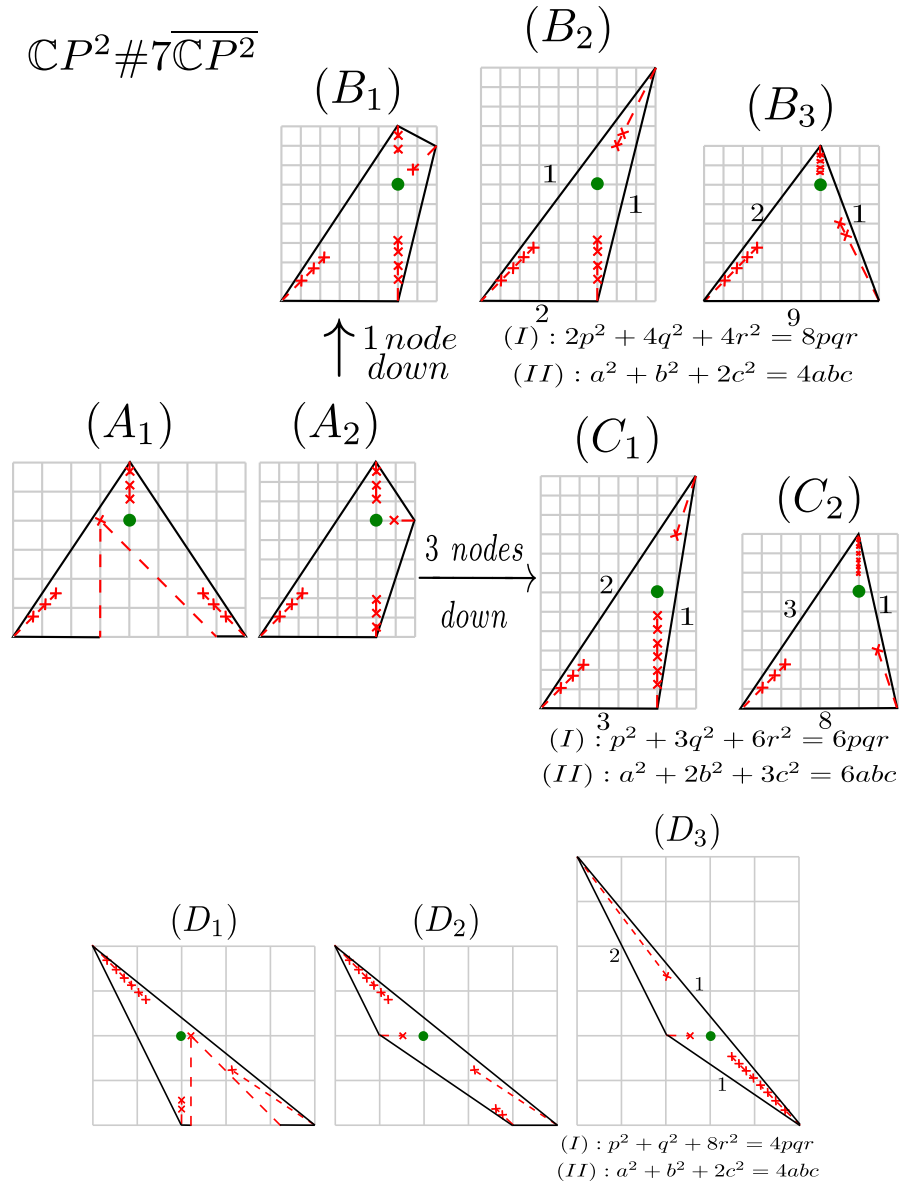 ℂP²#7\overline{ℂP²}
(B₁)
(B₂)
(B₃)
1
1
2
2
1
9
(I) : 2p² + 4q² + 4r² = 8pqr
(II) : a² + b² + 2c² = 4abc
1 node
down
(A₁)
(A₂)
3 nodes
down
(C₁)
(C₂)
2
1
3
3
1
8
(I) : p² + 3q² + 6r² = 6pqr
(II) : a² + 2b² + 3c² = 6abc
(D₁)
(D₂)
(D₃)
2
1
1
(I) : p² + q² + 8r² = 4pqr
(II) : a² + b² + 2c² = 4abc